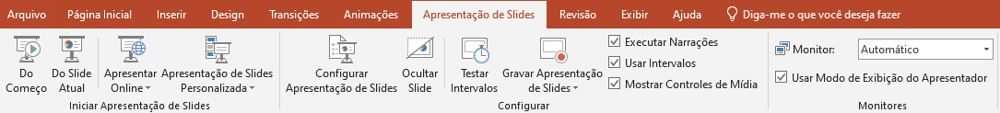 Arquivo Página Inicial Inserir Design Transições Animações Apresentação de Slides Revisão Exibir Ajuda Diga-me o que você deseja fazer
Do Começo
Do Slide Atual
Apresentar Online
Apresentação de Slides Personalizada
Iniciar Apresentação de Slides
Configurar Apresentação de Slides
Ocultar Slide
Testar Intervalos
Gravar Apresentação de Slides
Executar Narrações
Usar Intervalos
Mostrar Controles de Mídia
Configurar
Monitor: Automático
Usar Modo de Exibição do Apresentador
Monitores